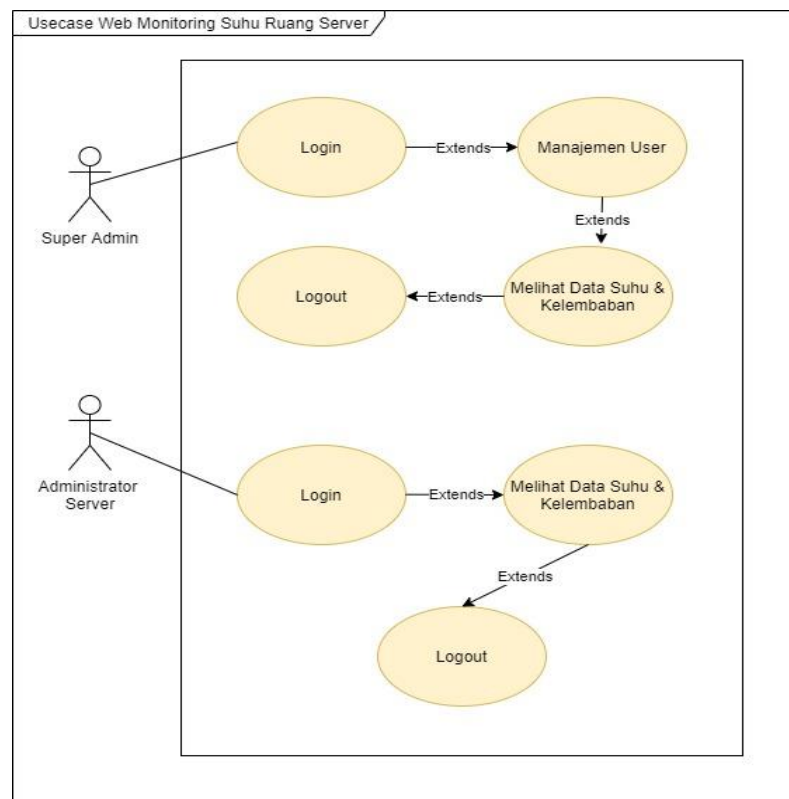 Usecase Web Monitoring Suhu Ruang Server
Login
Extends
Manajemen User
Super Admin
Extends
Logout
Extends
Melihat Data Suhu &
Kelembaban
Administrator
Server
Login
Extends
Melihat Data Suhu &
Kelembaban
Extends
Logout